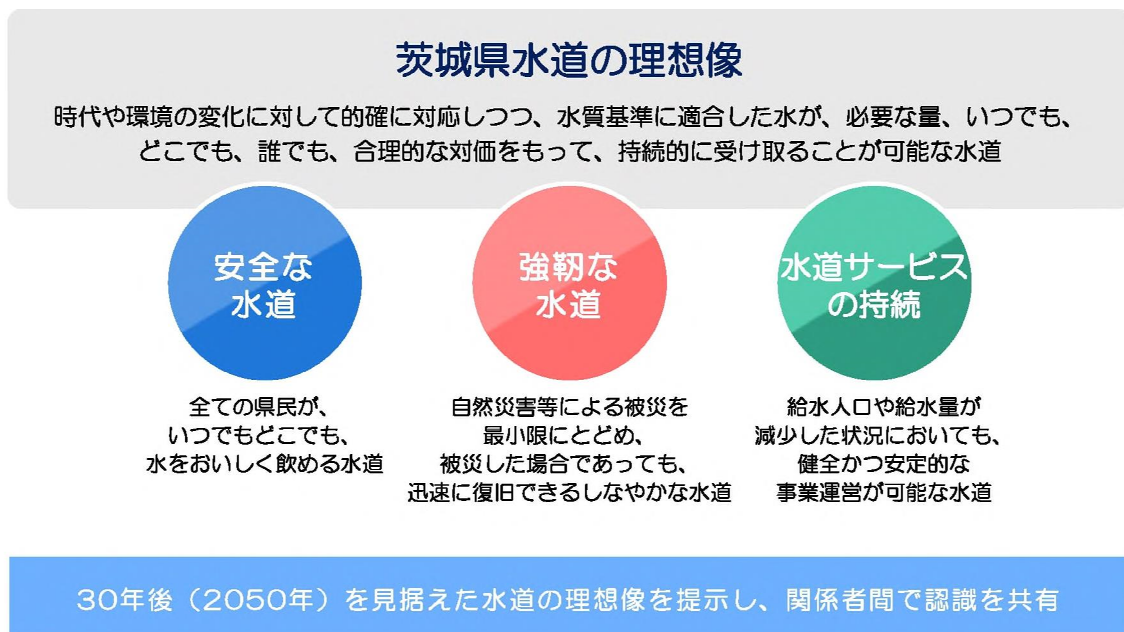 茨城県水道の理想像
時代や環境の変化に対して的確に対応しつつ、水質基準に適合した水が、必要な量、いつでも、
どこでも、誰でも、合理的な対価をもって、持続的に受け取ることが可能な水道
安全な
水道
全ての県民が、
いつでもどこでも、
水をおいしく飲める水道
強靭な
水道
自然災害等による被災を
最小限にとどめ、
被災した場合であっても、
迅速に復旧できるしなやかな水道
水道サービス
の持続
給水人口や給水量が
減少した状況においても、
健全かつ安定的な
事業運営が可能な水道
30年後（2050年）を見据えた水道の理想像を提示し、関係者間で認識を共有